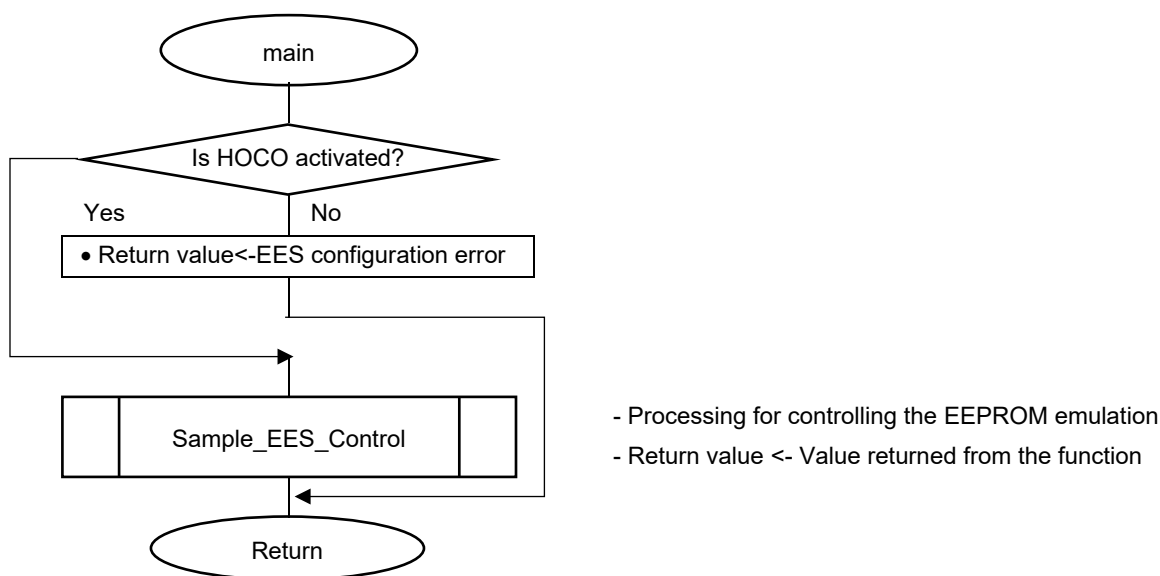 main
Is HOCO activated?
Yes
No
• Return value<-EES configuration error
Sample_EES_Control
- Processing for controlling the EEPROM emulation
- Return value <- Value returned from the function
Return